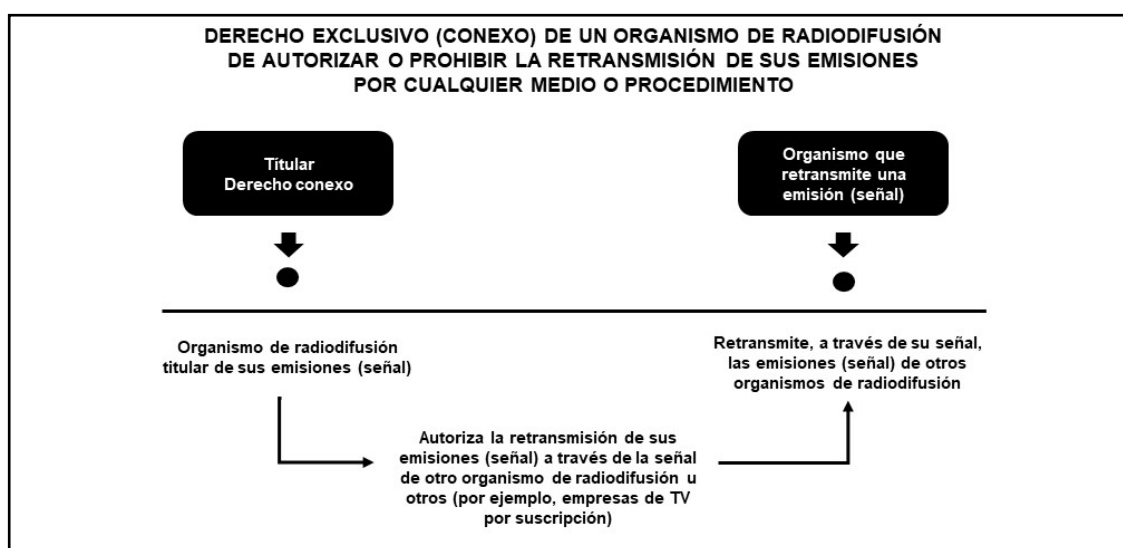 DERECHO EXCLUSIVO (CONEXO) DE UN ORGANISMO DE RADIODIFUSIÓN
DE AUTORIZAR O PROHIBIR LA RETRANSMISIÓN DE SUS EMISIONES
POR CUALQUIER MEDIO O PROCEDIMIENTO
Títular
Derecho conexo
Organismo que
retransmite una
emisión (señal)
Organismo de radiodifusión
titular de sus emisiones (señal)
Retransmite, a través de su señal,
las emisiones (señal) de otros
organismos de radiodifusión
Autoriza la retransmisión de sus
emisiones (señal) a través de la señal
de otro organismo de radiodifusión u
otros (por ejemplo, empresas de TV
por suscripción)